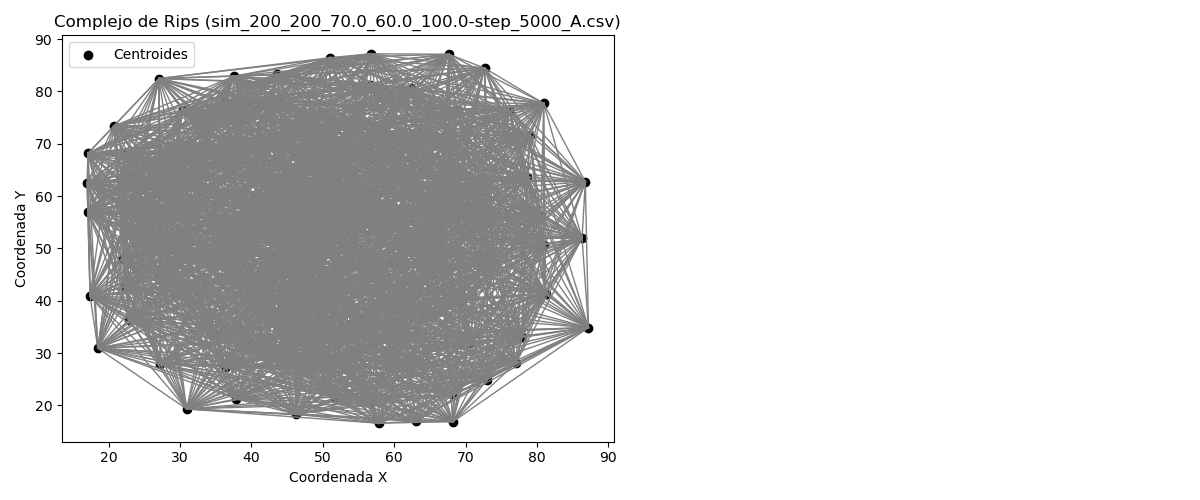 Complejo de Rips (sim_200_200_70.0_60.0_100.0-step_5000_A.csv)
Centroides
90
80
70
60
50
40
30
20
Coordenada Y
20 30 40 50 60 70 80 90
Coordenada X